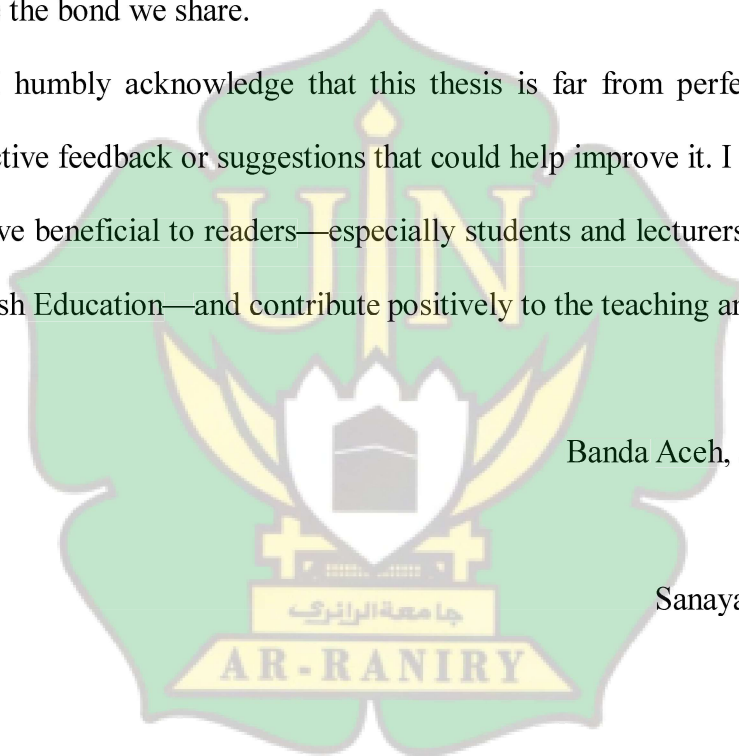 the bond we share.
humbly acknowledge that this thesis is far from perfe
ctive feedback or suggestions that could help improve it. I
ve beneficial to readers—especially students and lecturers
sh Education—and contribute positively to the teaching a
Banda Aceh,
Sanaya
UIN
جامعة الرانري
AR-RANIRY